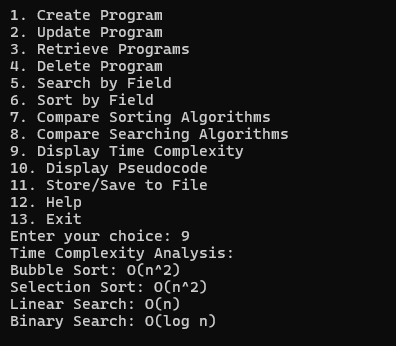 1. Create Program
2. Update Program
3. Retrieve Programs
4. Delete Program
5. Search by Field
6. Sort by Field
7. Compare Sorting Algorithms
8. Compare Searching Algorithms
9. Display Time Complexity
10. Display Pseudocode
11. Store/Save to File
12. Help
13. Exit
Enter your choice: 9
Time Complexity Analysis:
Bubble Sort: O(n^2)
Selection Sort: O(n^2)
Linear Search: O(n)
Binary Search: O(log n)